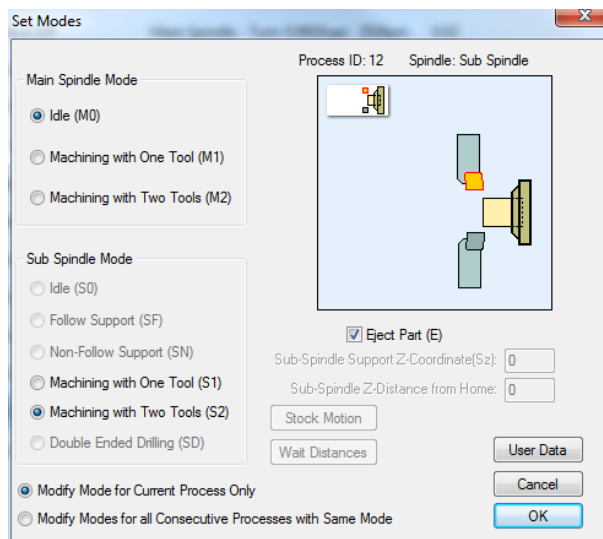 Set Modes
Process ID: 12 Spindle: Sub Spindle
Main Spindle Mode
Idle (M0)
Machining with One Tool (M1)
Machining with Two Tools (M2)
Sub Spindle Mode
Idle (S0)
Follow Support (SF)
Non-Follow Support (SN)
Machining with One Tool (S1)
Machining with Two Tools (S2)
Double Ended Drilling (SD)
Eject Part (E)
Sub-Spindle Support Z-Coordinate(Sz): 0
Sub-Spindle Z-Distance from Home: 0
Stock Motion
Wait Distances
User Data
Cancel
OK
Modify Mode for Current Process Only
Modify Modes for all Consecutive Processes with Same Mode